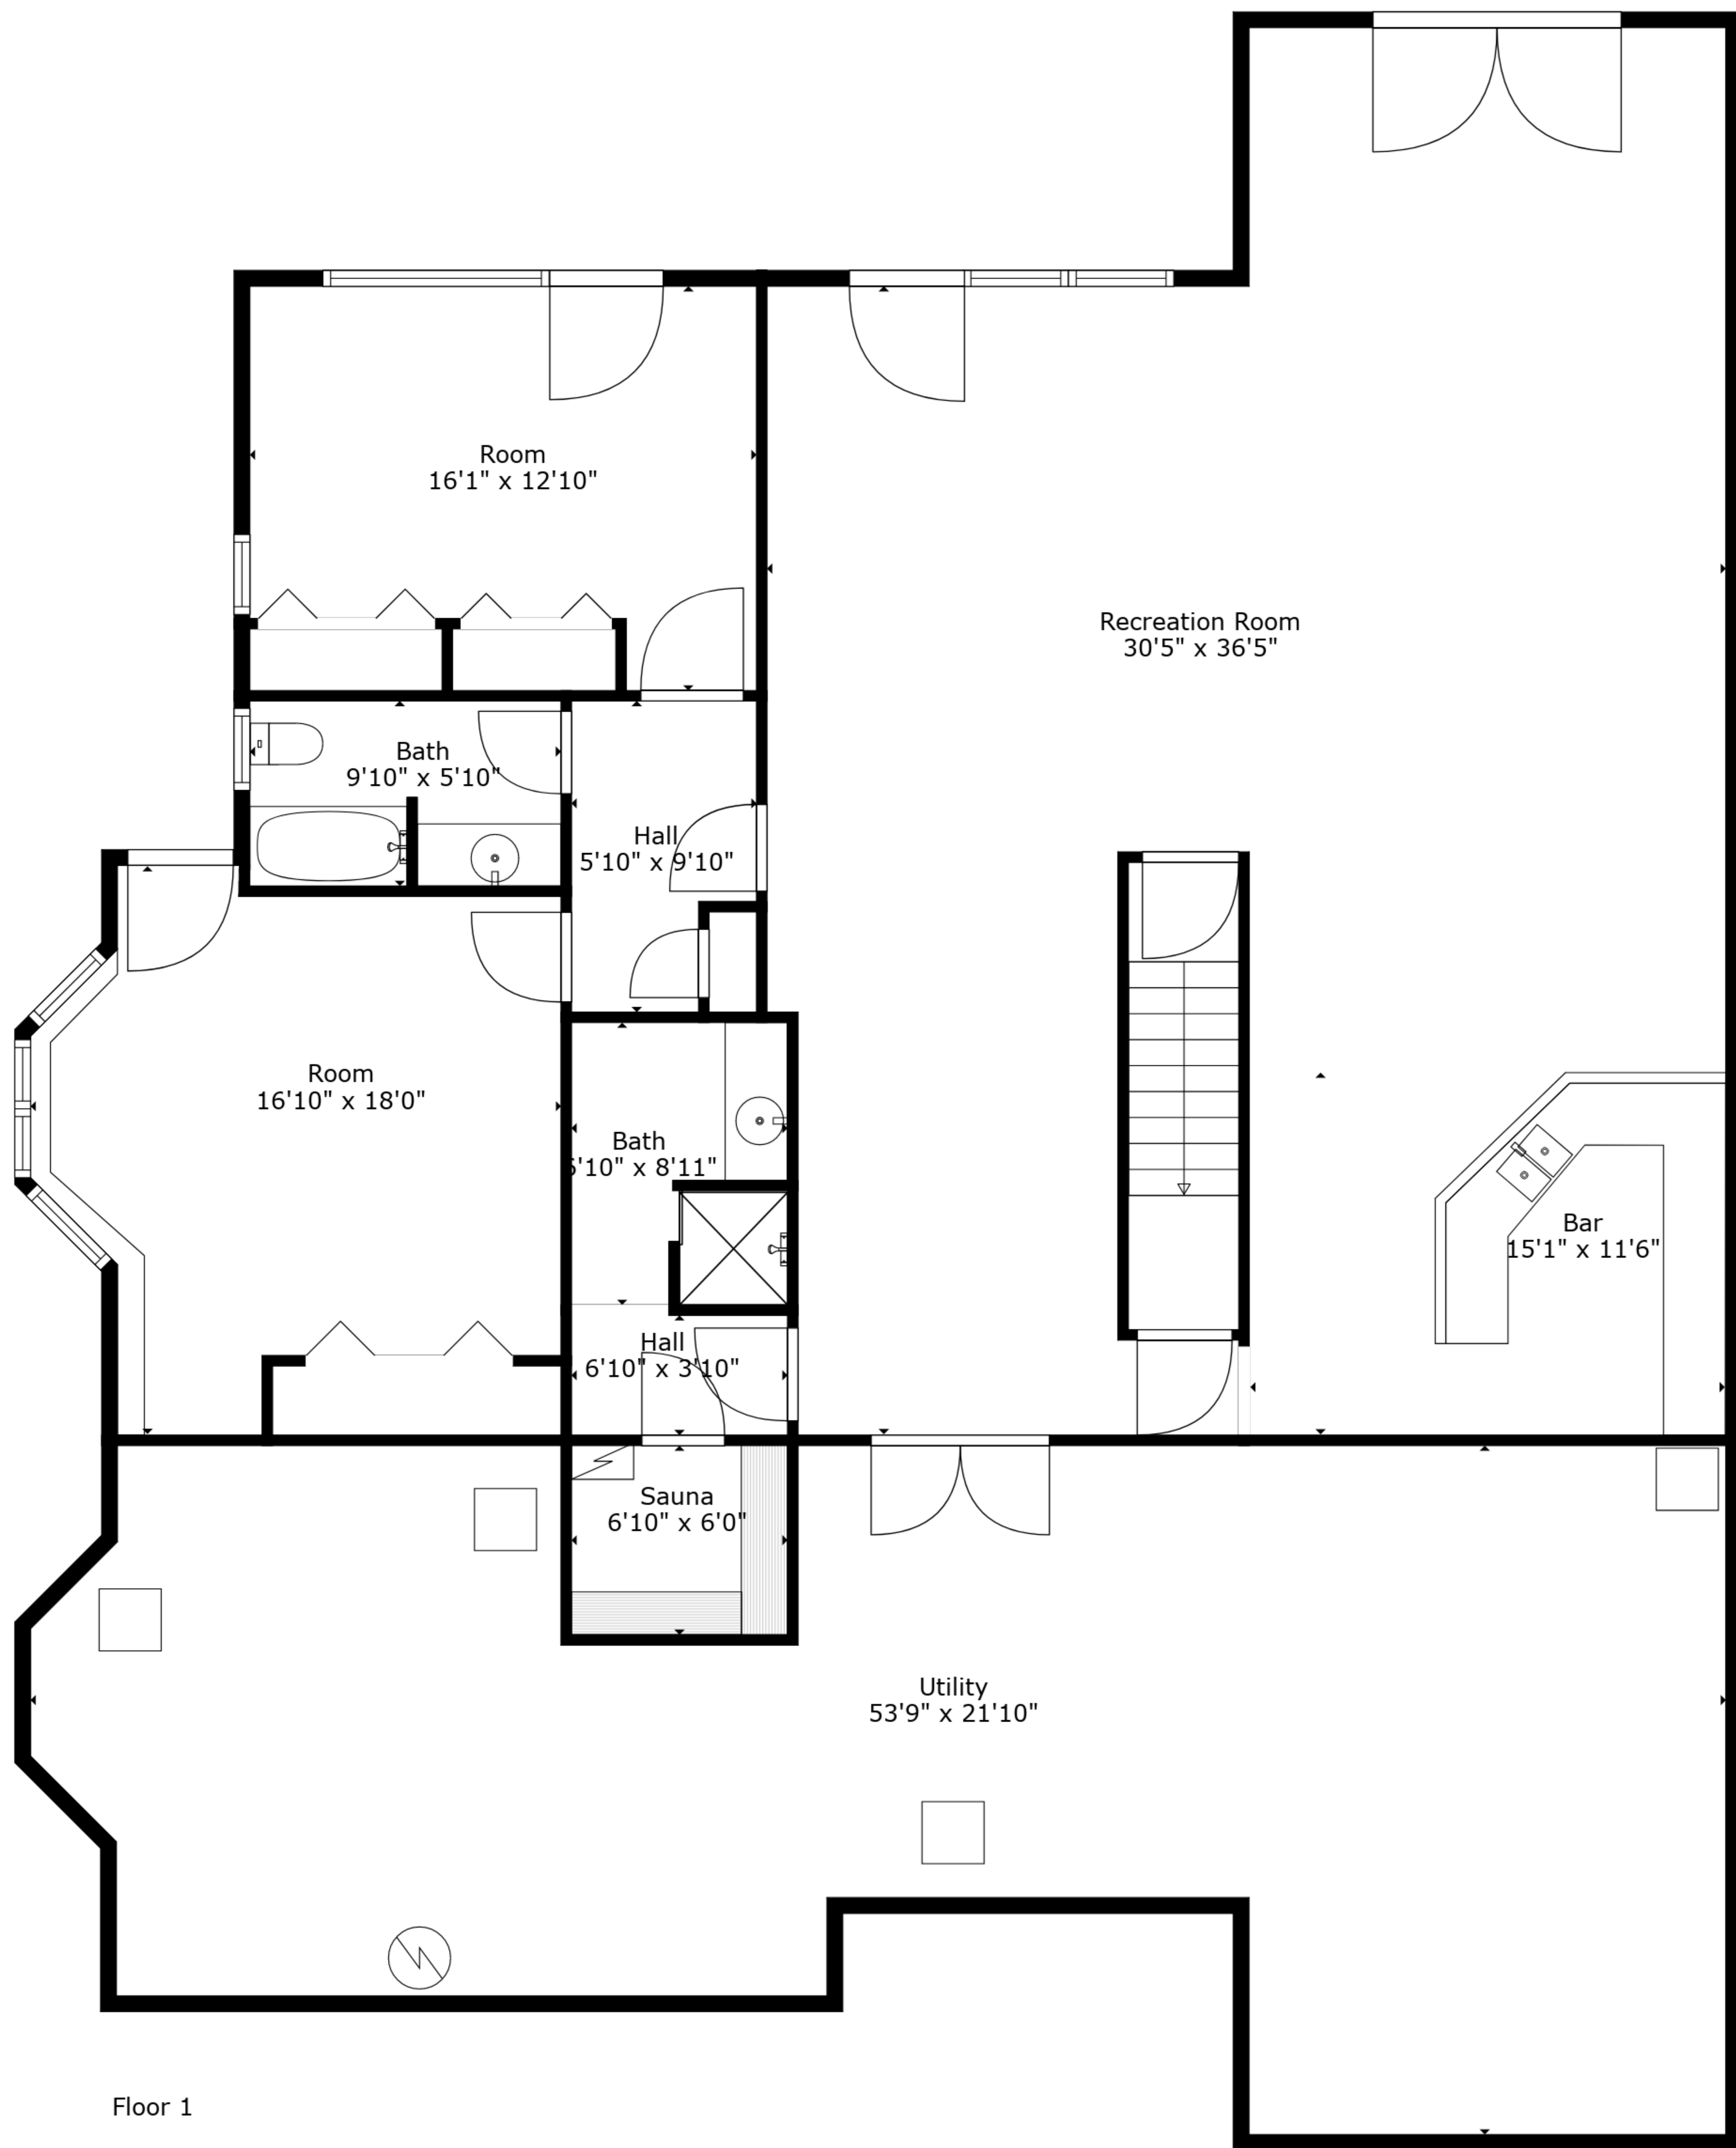 Room
16'1" x 12'10"
Recreation Room
30'5" x 36'5"
Bath
9'10" x 5'10"
Hall
5'10" x 9'10"
Room
16'10" x 18'0"
Bath
6'10" x 8'11"
Bar
15'1" x 11'6"
Hall
6'10" x 3'10"
Sauna
6'10" x 6'0"
Utility
53'9" x 21'10"
Floor 1